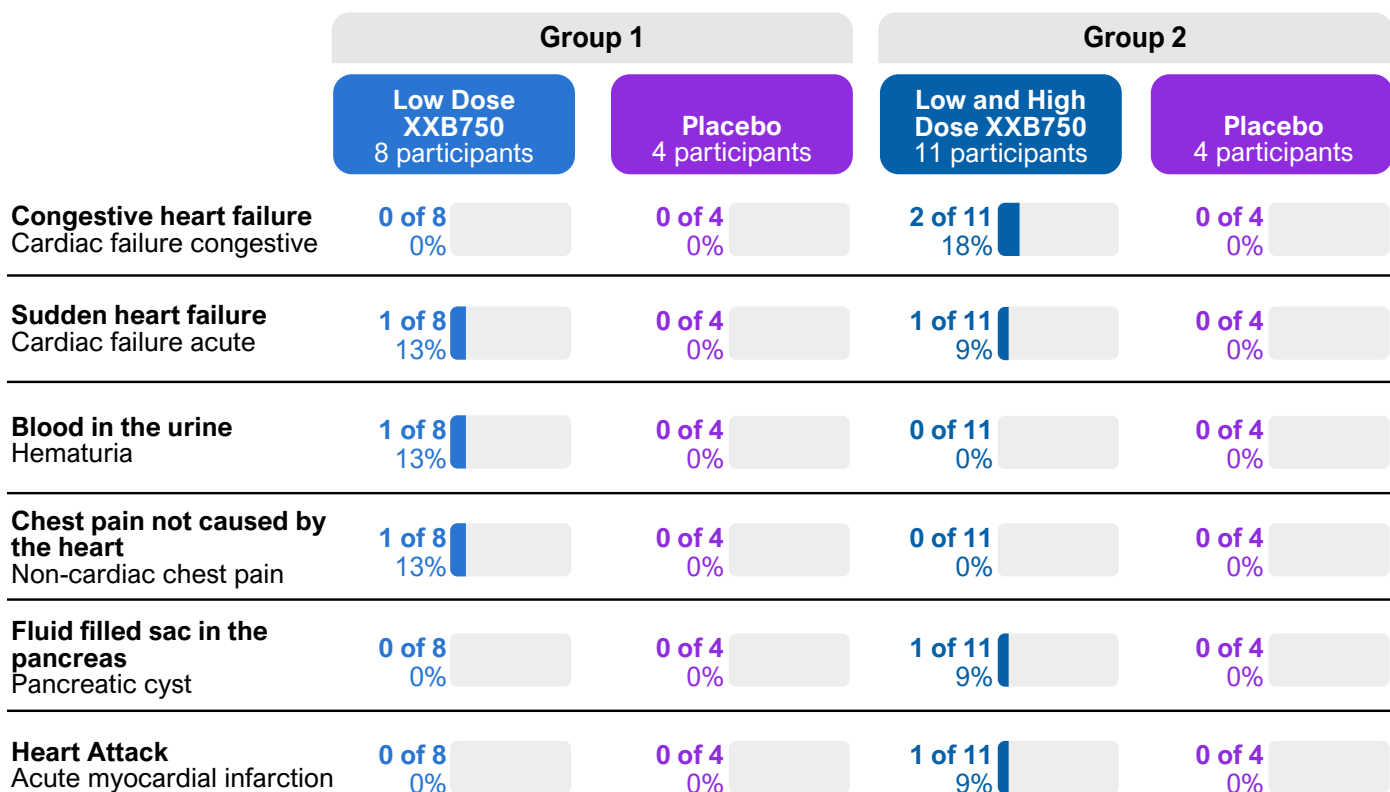 Group 1
Group 2
Low Dose
XXB750
8 participants
Placebo
4 participants
Low and High
Dose XXB750
11 participants
Placebo
4 participants
Congestive heart failure
Cardiac failure congestive
0 of 8
0%
0 of 4
0%
2 of 11
18%
0 of 4
0%
Sudden heart failure
Cardiac failure acute
1 of 8
13%
0 of 4
0%
1 of 11
9%
0 of 4
0%
Blood in the urine
Hematuria
1 of 8
13%
0 of 4
0%
0 of 11
0%
0 of 4
0%
Chest pain not caused by
the heart
Non-cardiac chest pain
1 of 8
13%
0 of 4
0%
0 of 11
0%
0 of 4
0%
Fluid filled sac in the
pancreas
Pancreatic cyst
0 of 8
0%
0 of 4
0%
1 of 11
9%
0 of 4
0%
Heart Attack
Acute myocardial infarction
0 of 8
0%
0 of 4
0%
1 of 11
9%
0 of 4
0%